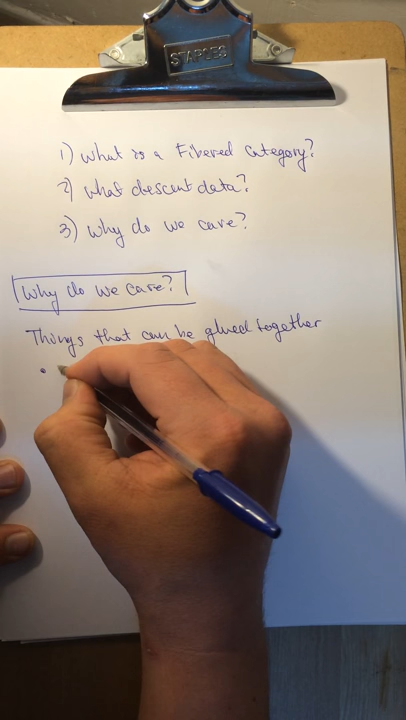 STAPLES
1) What is a Fibered Category?
2) what descent data?
3) Why do we care?
Why do we care?
Things that can be glued together